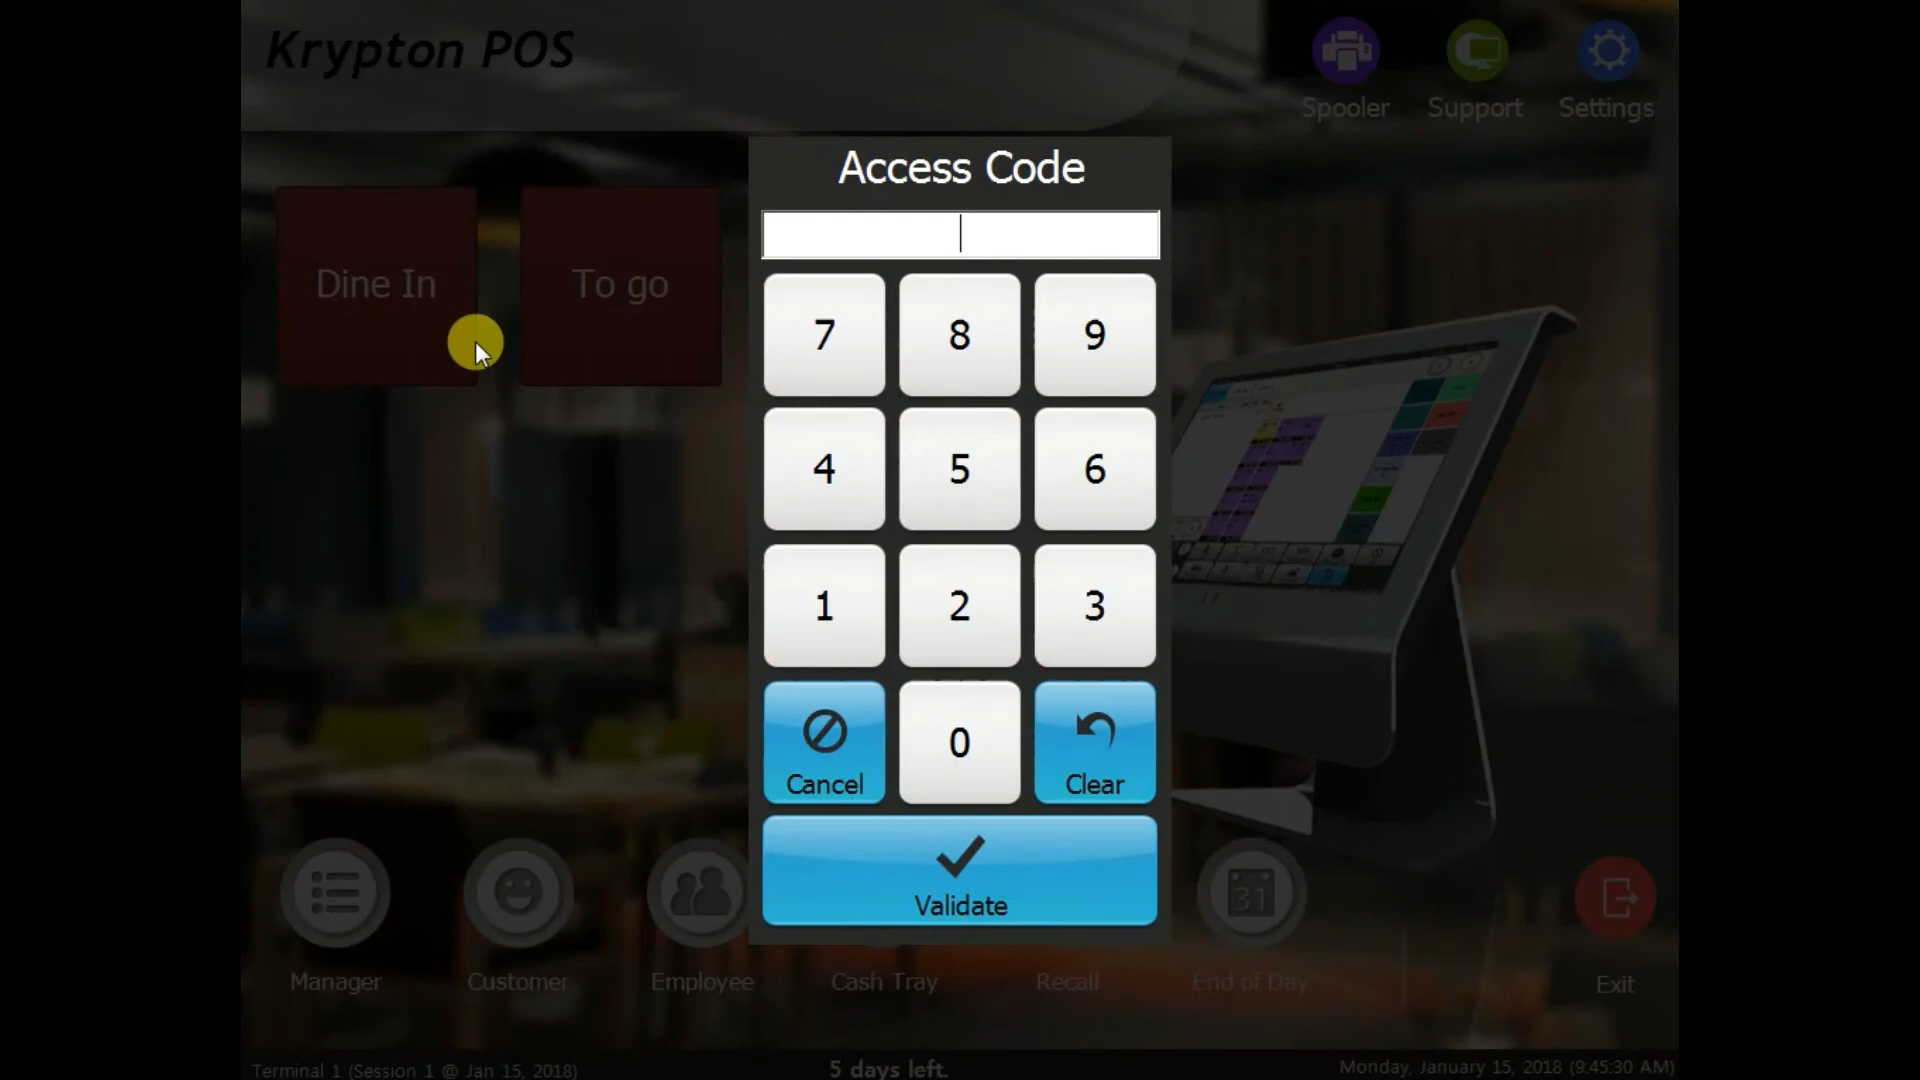 Krypton POS
Spooler
Support
Settings
Access Code
Dine In
To go
7
8
9
4
5
6
1
2
3
Cancel
0
Clear
Validate
31
Manager
Customer
Employee
Cash Tray
Recall
End of Day
Exit
Terminal 1 (Session 1 @ Jan 15, 2018)
5 days left.
Monday, January 15, 2018 (9:45:30 AM)